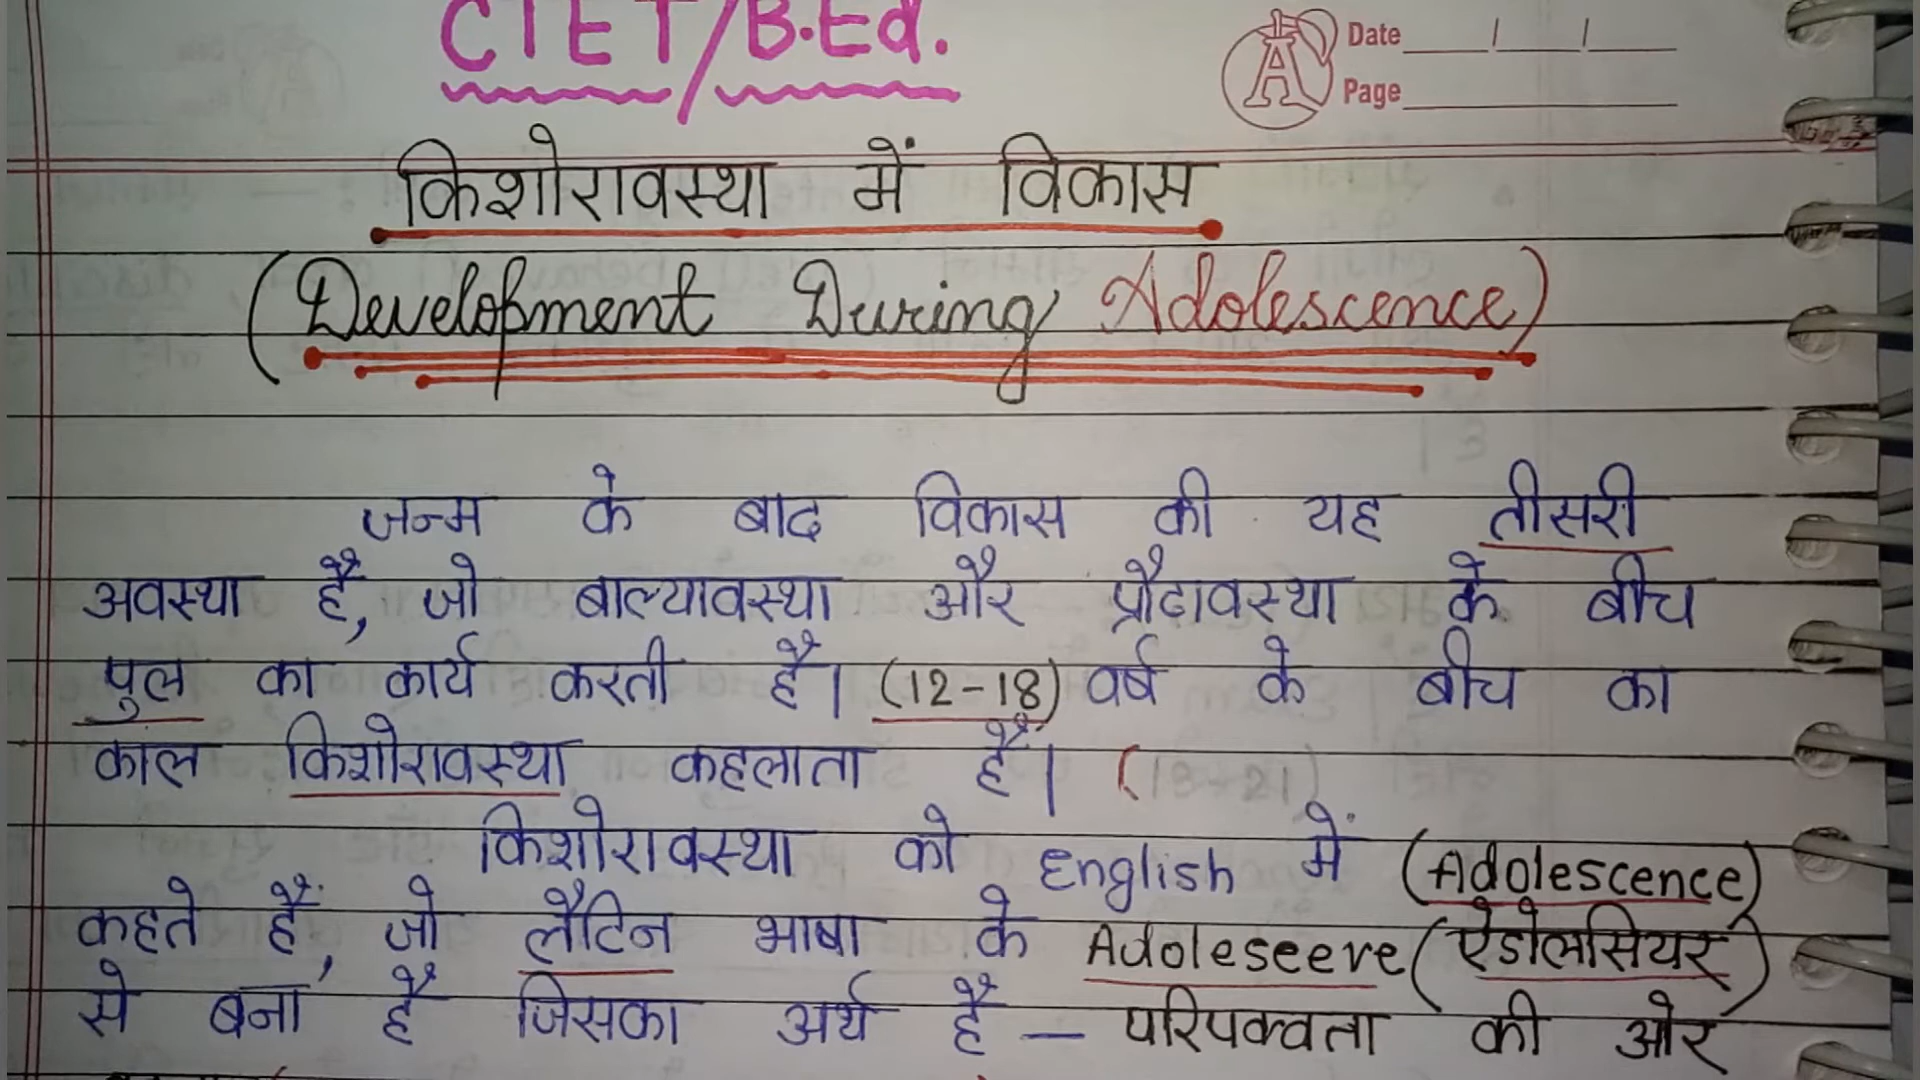 CTET/B.Ed.
Date
Page
किशोरावस्था में विकास
(Development During Adolescence)
जन्म के बाद विकास की यह तीसरी
अवस्था है, जो बाल्यावस्था और प्रौढावस्था के बीच
पुल का कार्य करती है। (12-18) वर्ष के बीच का
काल किशोरावस्था कहलाता है। (18-21)
किशोरावस्था को English में (Adolescence)
कहते हैं, जो लैटिन भाषा के Adoleseere (ऐडोलसियर)
से बना है जिसका अर्थ है — परिपक्वता की ओर